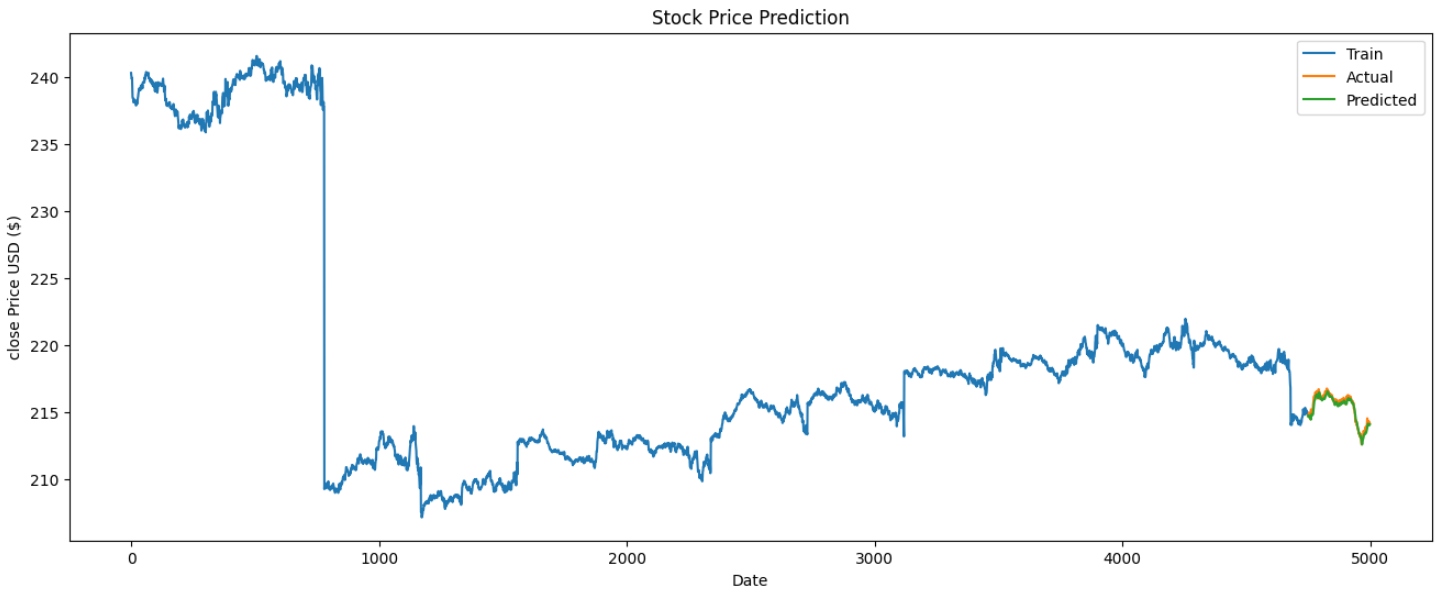 Stock Price Prediction
Train
Actual
Predicted
close Price USD ($)
240
235
230
225
220
215
210
0 1000 2000 3000 4000 5000
Date